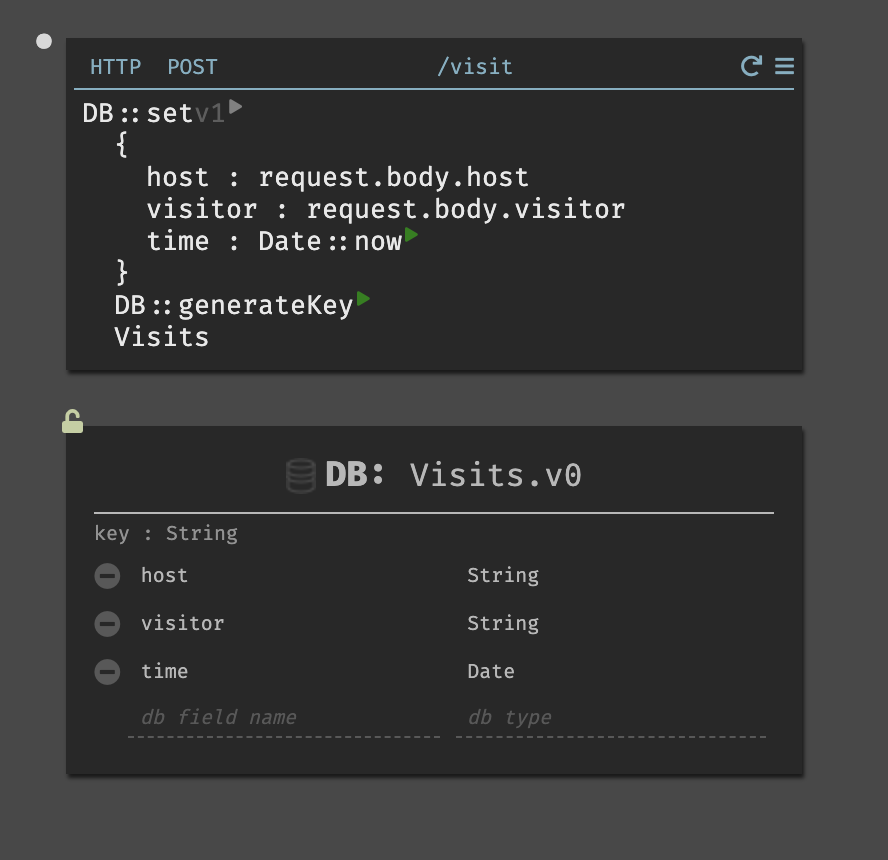 HTTP POST /visit
DB::setv1
{
host : request.body.host
visitor : request.body.visitor
time : Date::now
}
DB::generateKey
Visits
DB: Visits.v0
key : String
host String
visitor String
time Date
db field name db type